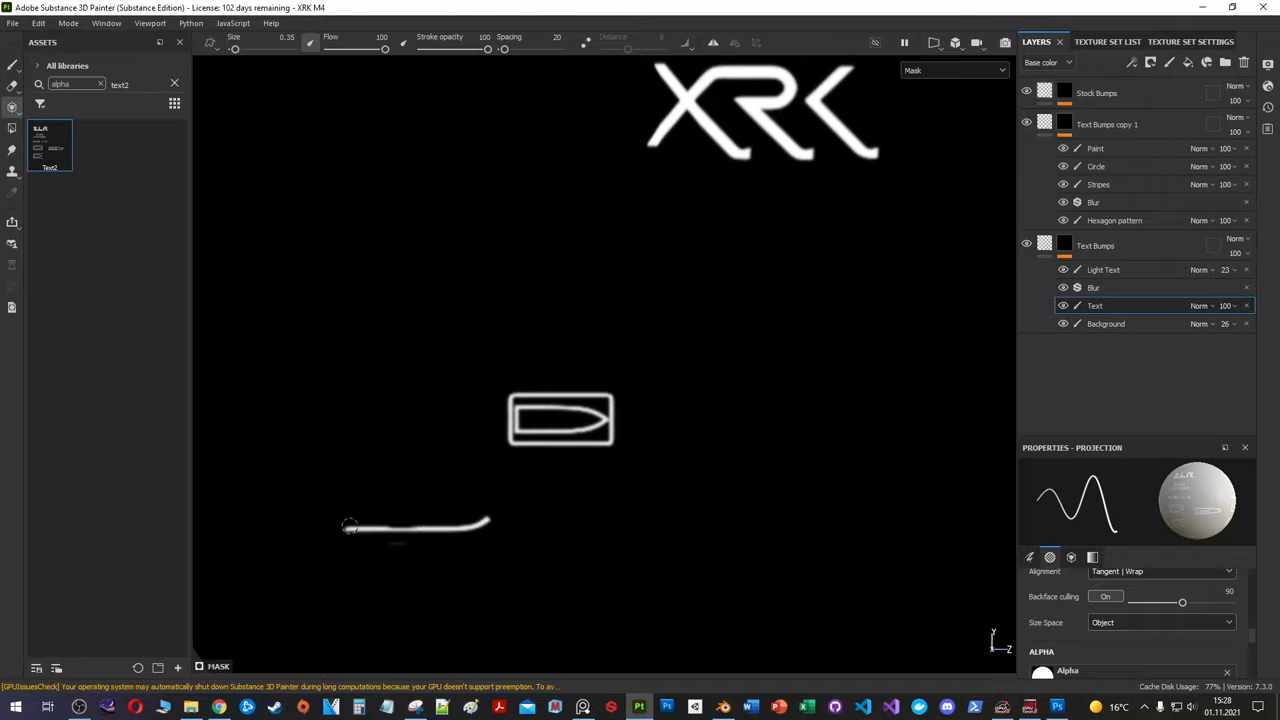 Adobe Substance 3D Painter (Substance Edition) - License: 102 days remaining - XRK M4
File Edit Mode Window Viewport Python JavaScript Help
Size 0.35 Flow 100 Stroke opacity 100 Spacing 20 Distance 8
ASSETS
All libraries
alpha text2
Text2
XRK
Mask
MASK
Y
Z
LAYERS TEXTURE SET LIST TEXTURE SET SETTINGS
Base color
Stock Bumps Norm 100
Text Bumps copy 1 Norm 100
Paint Norm 100
Circle Norm 100
Stripes Norm 100
Blur
Hexagon pattern Norm 100
Text Bumps Norm 100
Light Text Norm 23
Blur
Text Norm 100
Background Norm 26
PROPERTIES - PROJECTION
Alignment Tangent | Wrap
Backface culling On 90
Size Space Object
ALPHA
Alpha
[GPUIssuesCheck] Your operating system may automatically shut down Substance 3D Painter during long computations because your GPU doesn't support preemption. To av ...
Cache Disk Usage: 77% | Version: 7.3.0
16°C
15:28
01.11.2021